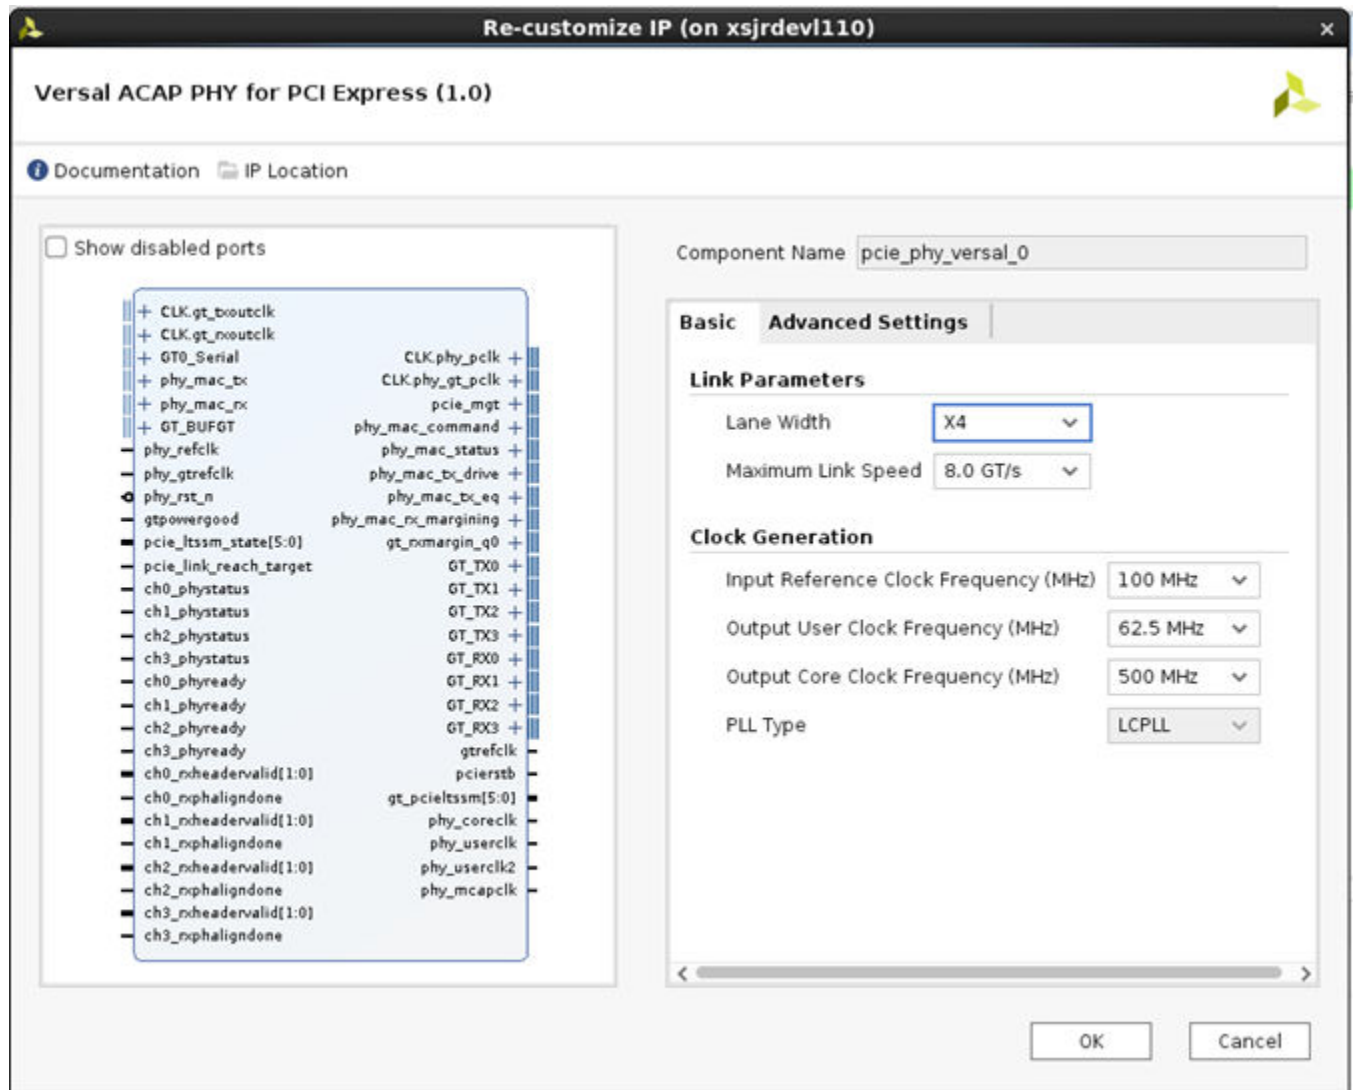 Re-customize IP (on xsjrdevl110)
Versal ACAP PHY for PCI Express (1.0)
Documentation IP Location
Show disabled ports
CLK.gt_txoutclk
CLK.gt_rxoutclk
GT0_Serial
phy_mac_tx
phy_mac_rx
GT_BUFGT
phy_refclk
phy_gtrefclk
phy_rst_n
gtpowergood
pcie_ltssm_state[5:0]
pcie_link_reach_target
ch0_phystatus
ch1_phystatus
ch2_phystatus
ch3_phystatus
ch0_phyready
ch1_phyready
ch2_phyready
ch3_phyready
ch0_rxheadervalid[1:0]
ch0_rxphaligndone
ch1_rxheadervalid[1:0]
ch1_rxphaligndone
ch2_rxheadervalid[1:0]
ch2_rxphaligndone
ch3_rxheadervalid[1:0]
ch3_rxphaligndone
CLK.phy_pclk
CLK.phy_gt_pclk
pcie_mgt
phy_mac_command
phy_mac_status
phy_mac_tx_drive
phy_mac_tx_eq
phy_mac_rx_margining
gt_rxmargin_q0
GT_TX0
GT_TX1
GT_TX2
GT_TX3
GT_RX0
GT_RX1
GT_RX2
GT_RX3
gtrefclk
pcierstb
gt_pcieltssm[5:0]
phy_coreclk
phy_userclk
phy_userclk2
phy_mcapclk
Component Name pcie_phy_versal_0
Basic Advanced Settings
Link Parameters
Lane Width X4
Maximum Link Speed 8.0 GT/s
Clock Generation
Input Reference Clock Frequency (MHz) 100 MHz
Output User Clock Frequency (MHz) 62.5 MHz
Output Core Clock Frequency (MHz) 500 MHz
PLL Type LCPLL
OK Cancel